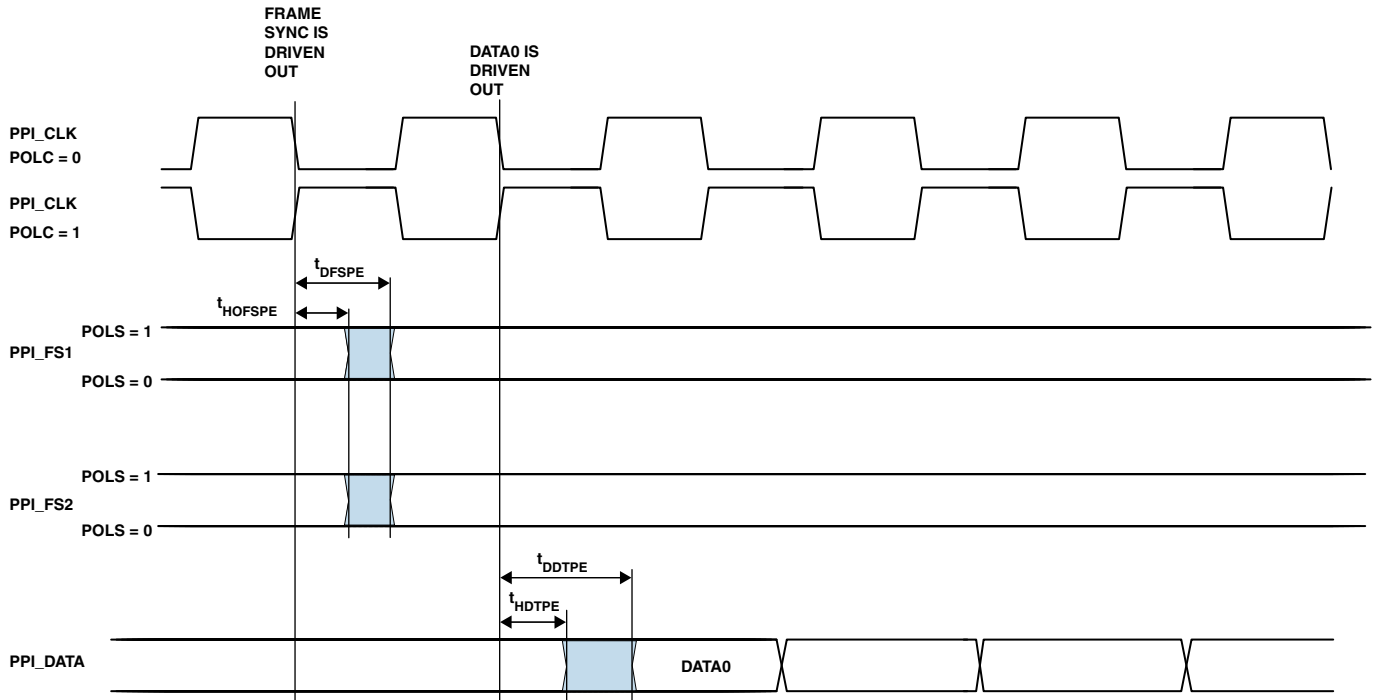 FRAME
SYNC IS
DRIVEN
OUT
DATA0 IS
DRIVEN
OUT
PPI_CLK
POLC = 0
PPI_CLK
POLC = 1
tDFSPE
tHOFSPE
POLS = 1
PPI_FS1
POLS = 0
POLS = 1
PPI_FS2
POLS = 0
tDDTPE
tHDTPE
PPI_DATA
DATA0